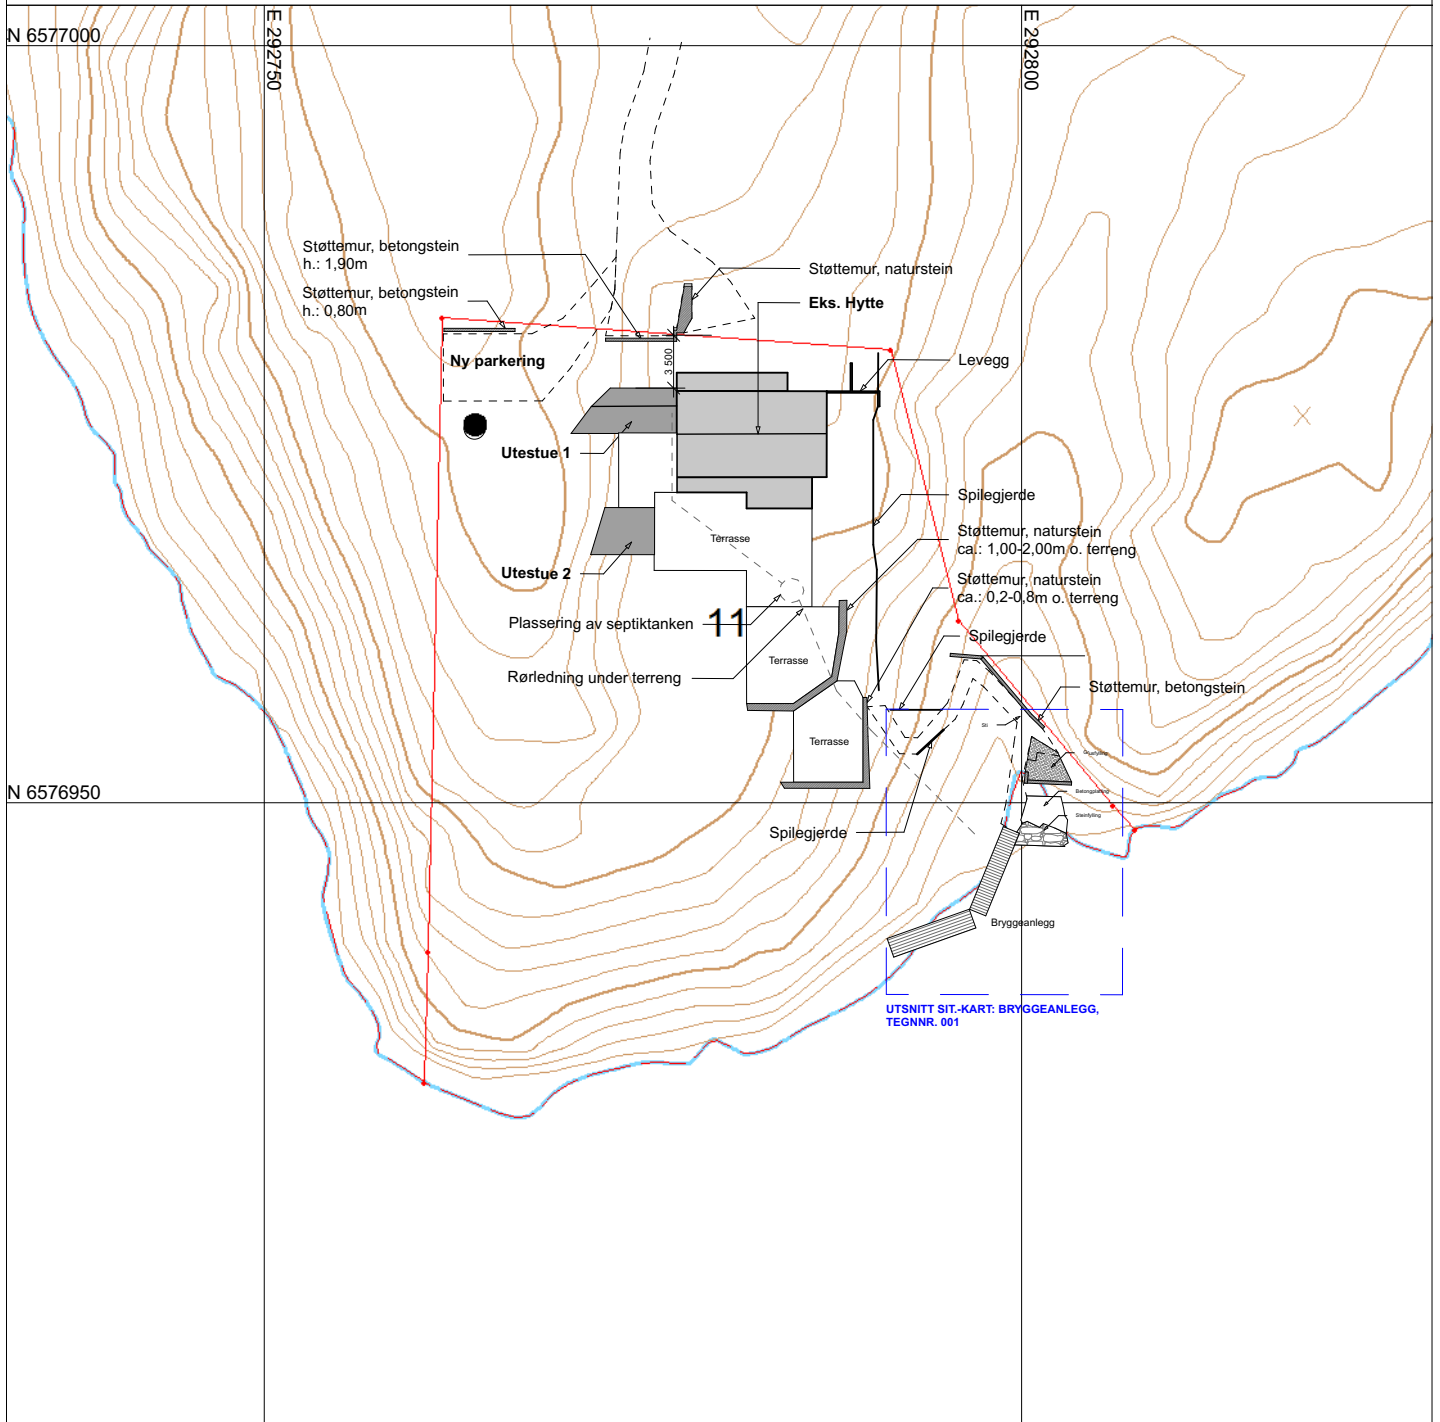 N 6577000
E 292750
E 292800
Støttemur, betongstein
h.: 1,90m
Støttemur, naturstein
Støttemur, betongstein
h.: 0,80m
Eks. Hytte
Ny parkering
3 500
Levegg
Utestue 1
Spilegjerde
Støttemur, naturstein
ca.: 1,00-2,00m o. terreng
Terrasse
Utestue 2
Støttemur, naturstein
ca.: 0,2-0,8m o. terreng
Plassering av septiktanken
11
Spilegjerde
Terrasse
Rørledning under terreng
Støttemur, betongstein
Sti
Terrasse
Betongplatting
N 6576950
Steinfylling
Spilegjerde
Bryggeanlegg
UTSNITT SIT.-KART: BRYGGEANLEGG,
TEGNNR. 001